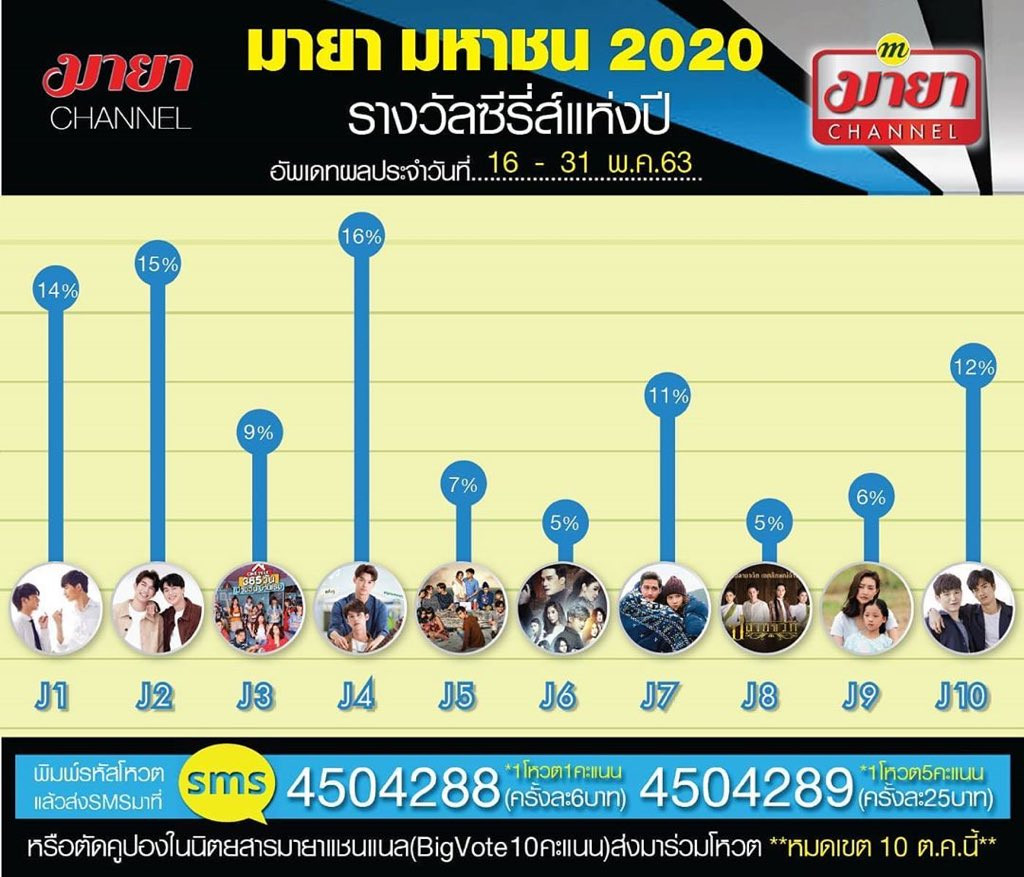 มายา
CHANNEL
มายา มหาชน 2020
รางวัลซีรี่ส์แห่งปี
อัพเดทผลประจำวันที่....16 - 31 พ.ค.63....
m
มายา
CHANNEL
14%
15%
9%
16%
7%
5%
11%
5%
6%
12%
365วัน
J1
J2
J3
J4
J5
J6
J7
J8
J9
J10
พิมพ์รหัสโหวต
แล้วส่งSMSมาที่
sms
4504288
*1โหวต1คะแนน
(ครั้งละ6บาท)
4504289
*1โหวต5คะแนน
(ครั้งละ25บาท)
หรือตัดคูปองในนิตยสารมายาแชนแนล(BigVote10คะแนน)ส่งมาร่วมโหวต **หมดเขต 10 ต.ค.นี้**